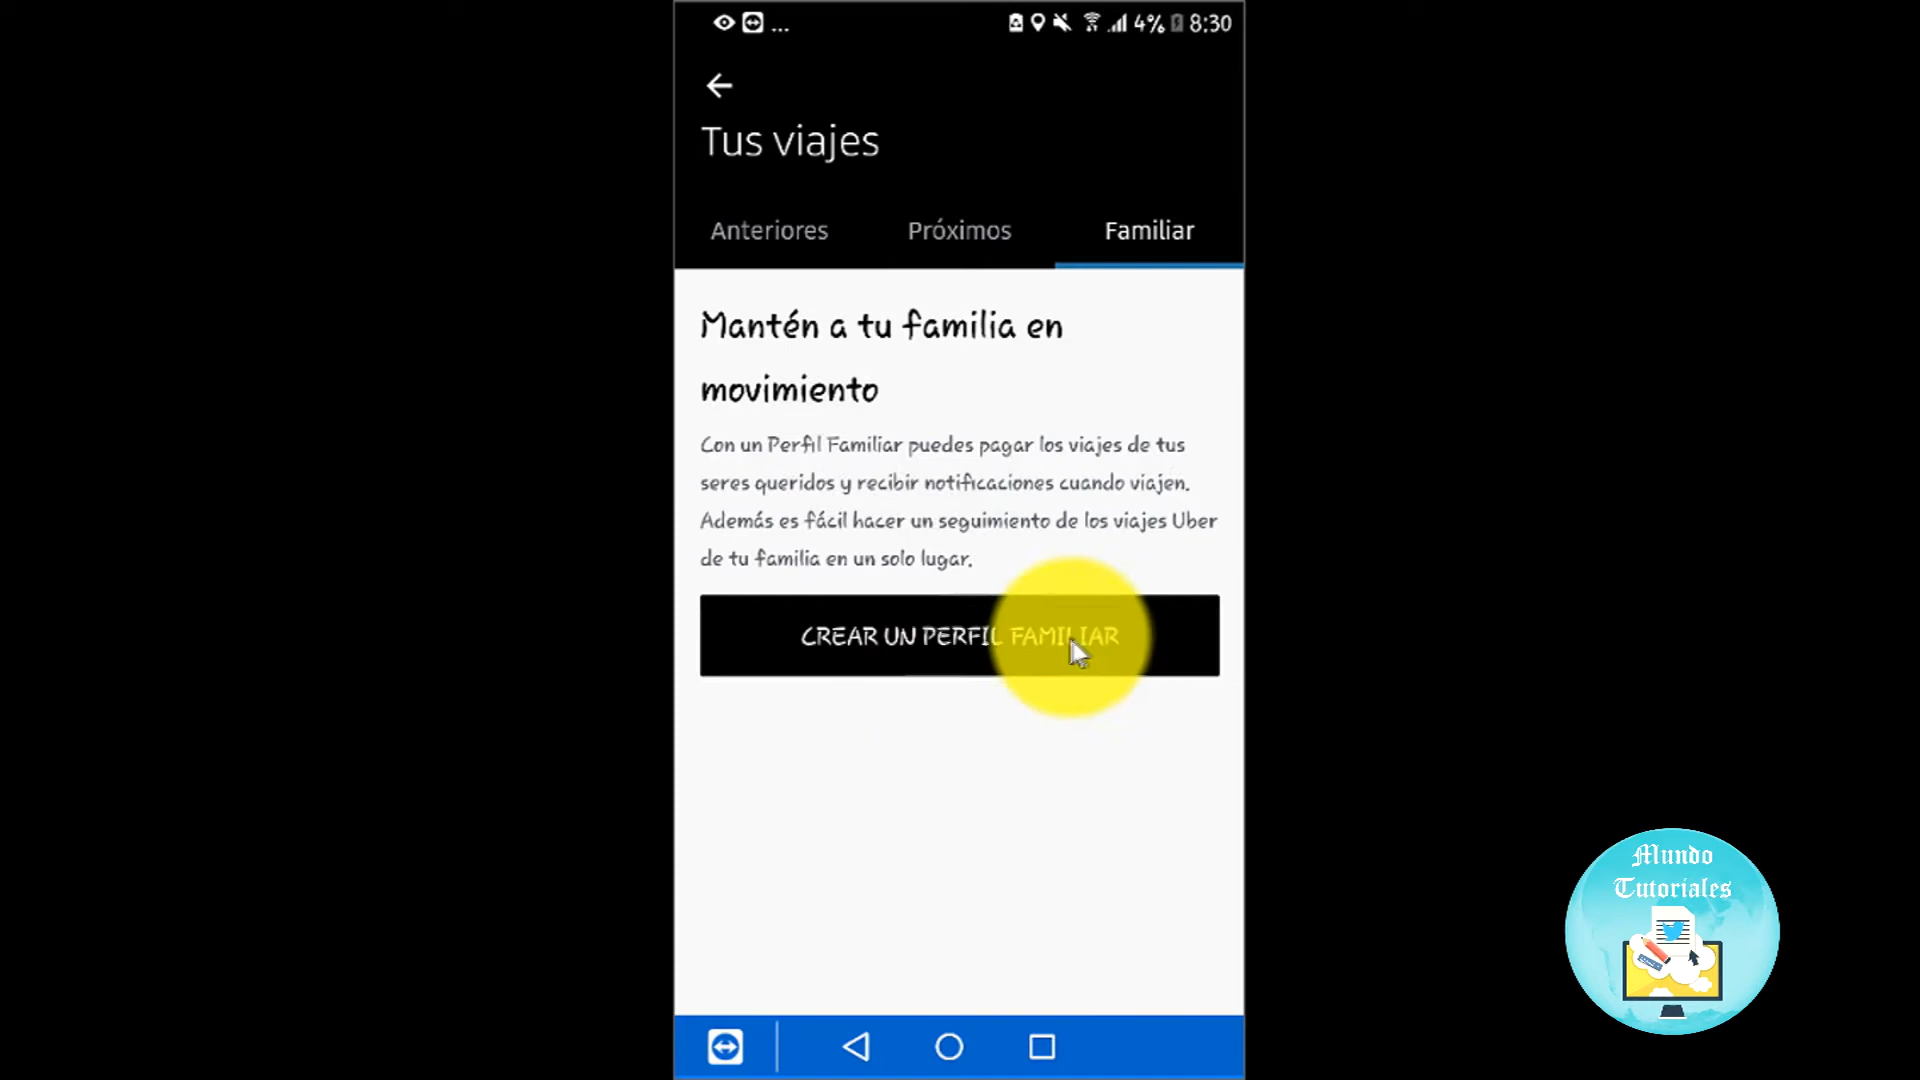 ... 4% 8:30
Tus viajes
Anteriores Próximos Familiar
Mantén a tu familia en
movimiento
Con un Perfil Familiar puedes pagar los viajes de tus
seres queridos y recibir notificaciones cuando viajen.
Además es fácil hacer un seguimiento de los viajes Uber
de tu familia en un solo lugar.
CREAR UN PERFIL FAMILIAR
Mundo
Tutoriales